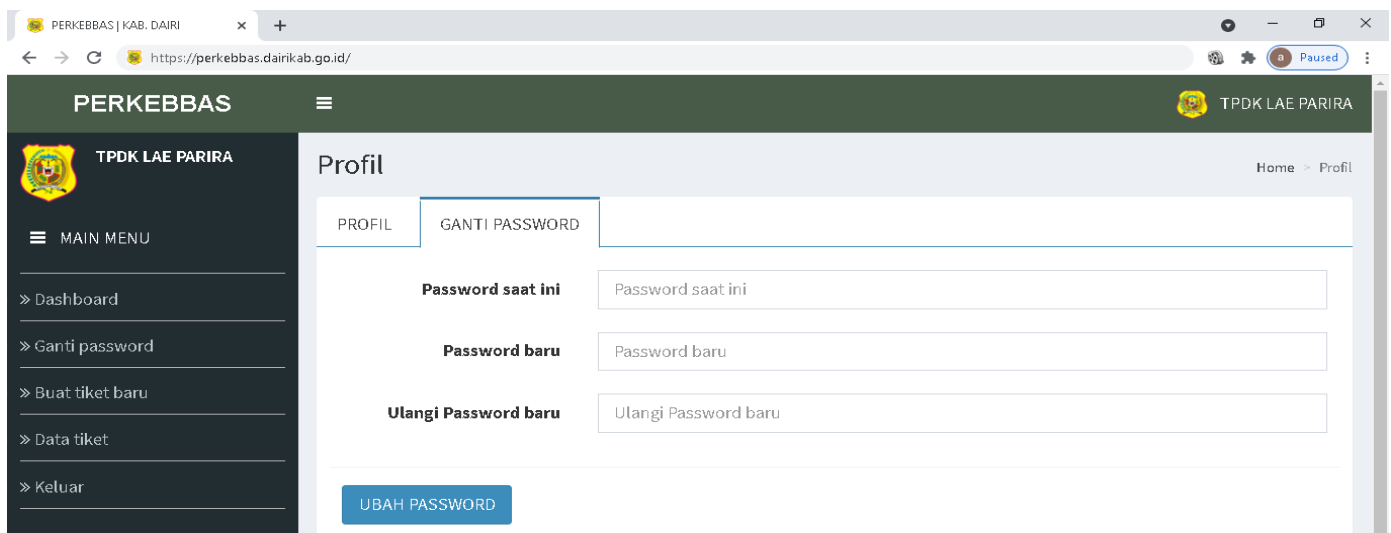 PERKEBBAS | KAB. DAIRI
https://perkebbas.dairikab.go.id/
a Paused
PERKEBBAS
TPDK LAE PARIRA
TPDK LAE PARIRA
MAIN MENU
» Dashboard
» Ganti password
» Buat tiket baru
» Data tiket
» Keluar
Profil
Home > Profil
PROFIL
GANTI PASSWORD
Password saat ini
Password saat ini
Password baru
Password baru
Ulangi Password baru
Ulangi Password baru
UBAH PASSWORD